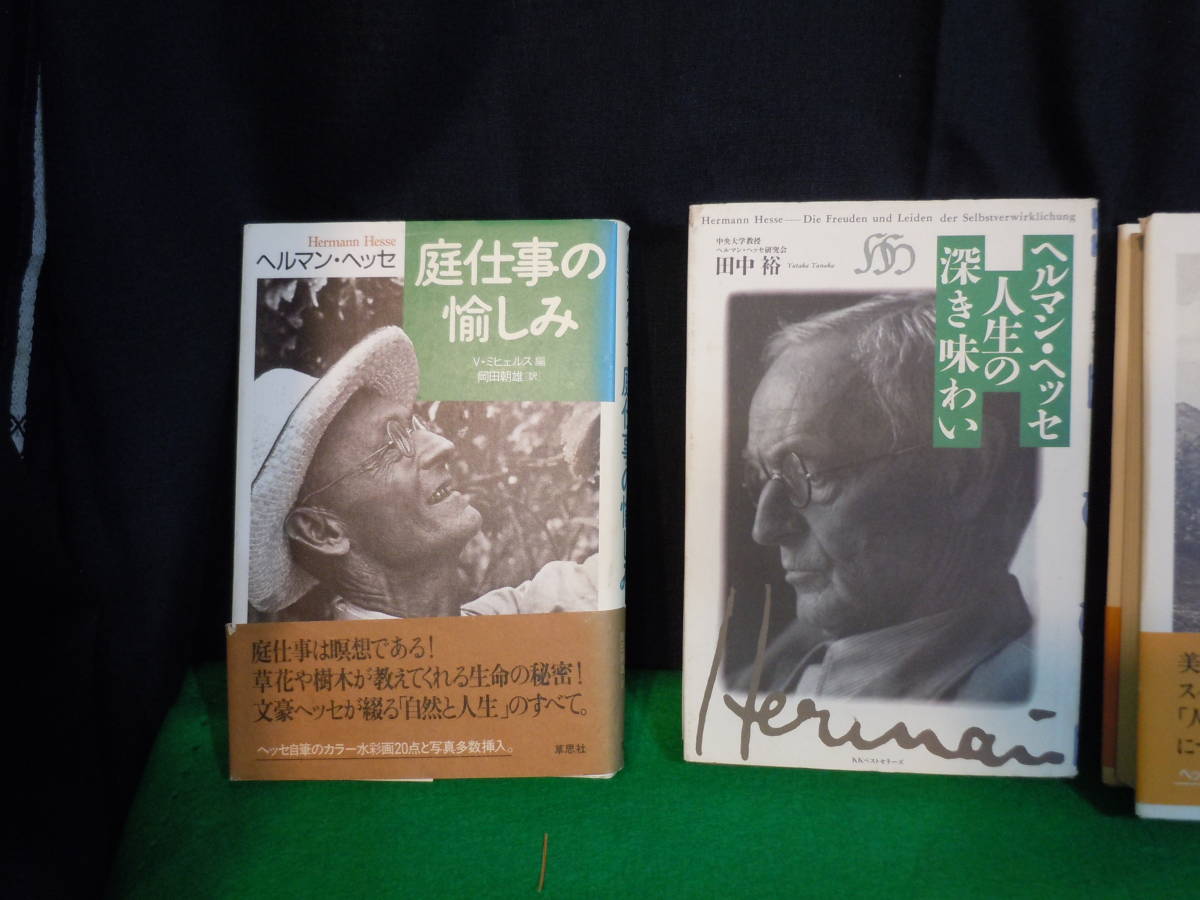 Hermann Hesse
ヘルマン・ヘッセ
庭仕事の
愉しみ
V・ミヒェルス 編
岡田朝雄［訳］
庭仕事は瞑想である！
草花や樹木が教えてくれる生命の秘密！
文豪ヘッセが綴る「自然と人生」のすべて。
ヘッセ自筆のカラー水彩画20点と写真多数挿入。
草思社
Hermann Hesse──Die Freuden und Leiden der Selbstverwirklichung
中央大学教授
ヘルマン・ヘッセ研究会
田中 裕 Yutaka Tanaka
ヘルマン・ヘッセ
人生の
深き味わい
Hermann
KKベストセラーズ
美
ス
「人
に